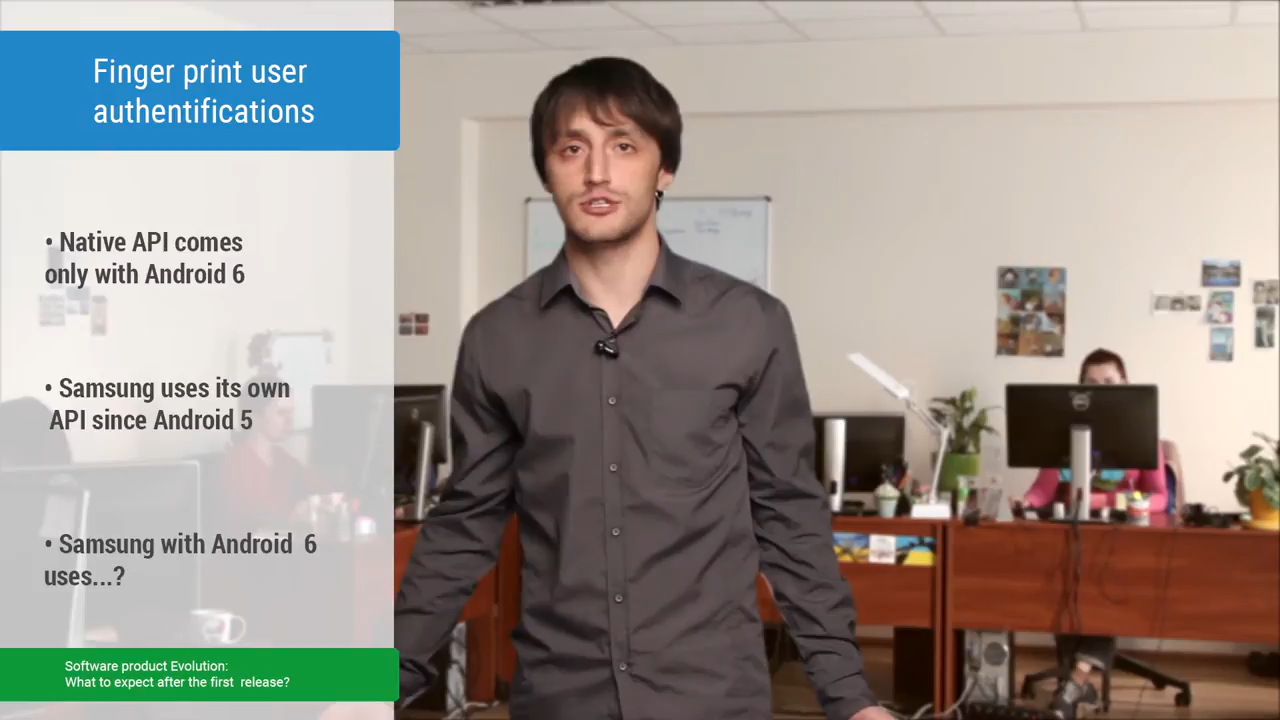 Finger print user
authentifications
• Native API comes
only with Android 6
• Samsung uses its own
API since Android 5
• Samsung with Android 6
uses...?
Software product Evolution:
What to expect after the first release?